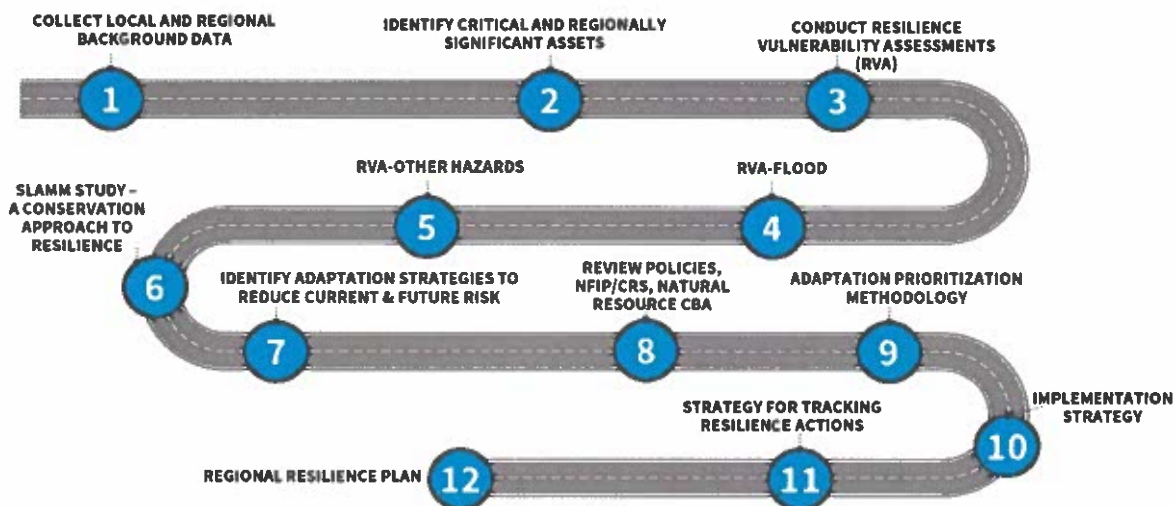 COLLECT LOCAL AND REGIONAL
BACKGROUND DATA
1
IDENTIFY CRITICAL AND REGIONALLY
SIGNIFICANT ASSETS
2
CONDUCT RESILIENCE
VULNERABILITY ASSESSMENTS
(RVA)
3
RVA-FLOOD
4
RVA-OTHER HAZARDS
5
SLAMM STUDY –
A CONSERVATION
APPROACH TO
RESILIENCE
6
IDENTIFY ADAPTATION STRATEGIES TO
REDUCE CURRENT & FUTURE RISK
7
REVIEW POLICIES,
NFIP/CRS, NATURAL
RESOURCE CBA
8
ADAPTATION PRIORITIZATION
METHODOLOGY
9
IMPLEMENTATION
STRATEGY
10
STRATEGY FOR TRACKING
RESILIENCE ACTIONS
11
REGIONAL RESILIENCE PLAN
12